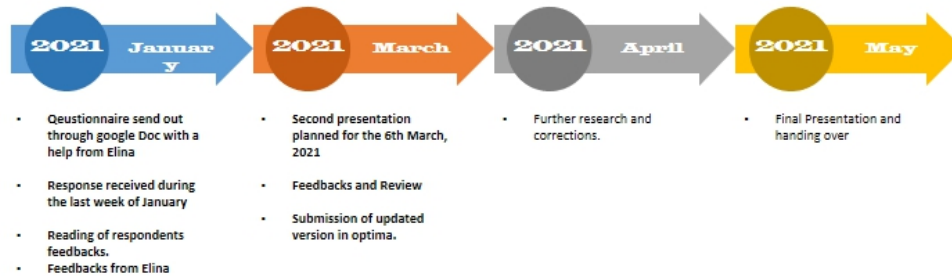 2021 Januar
y
• Qeustionnaire send out
through google Doc with a
help from Elina
• Response received during
the last week of January
• Reading of respondents
feedbacks.
• Feedbacks from Elina
2021 March
• Second presentation
planned for the 6th March,
2021
• Feedbacks and Review
• Submission of updated
version in optima.
2021 April
• Further research and
corrections.
2021 May
• Final Presentation and
handing over